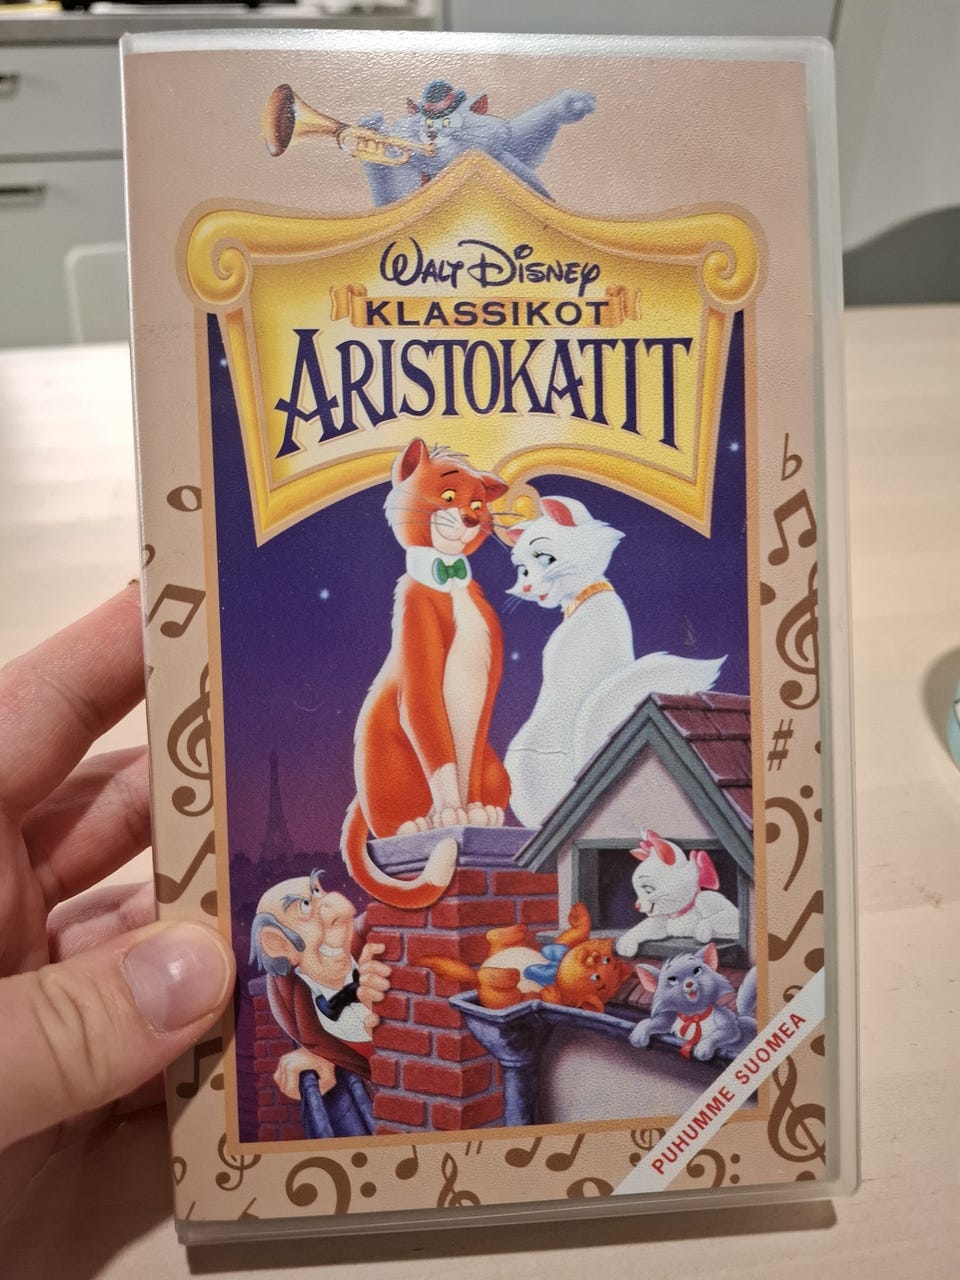 WALT DISNEY
KLASSIKOT
ARISTOKATIT
PUHUMME SUOMEA